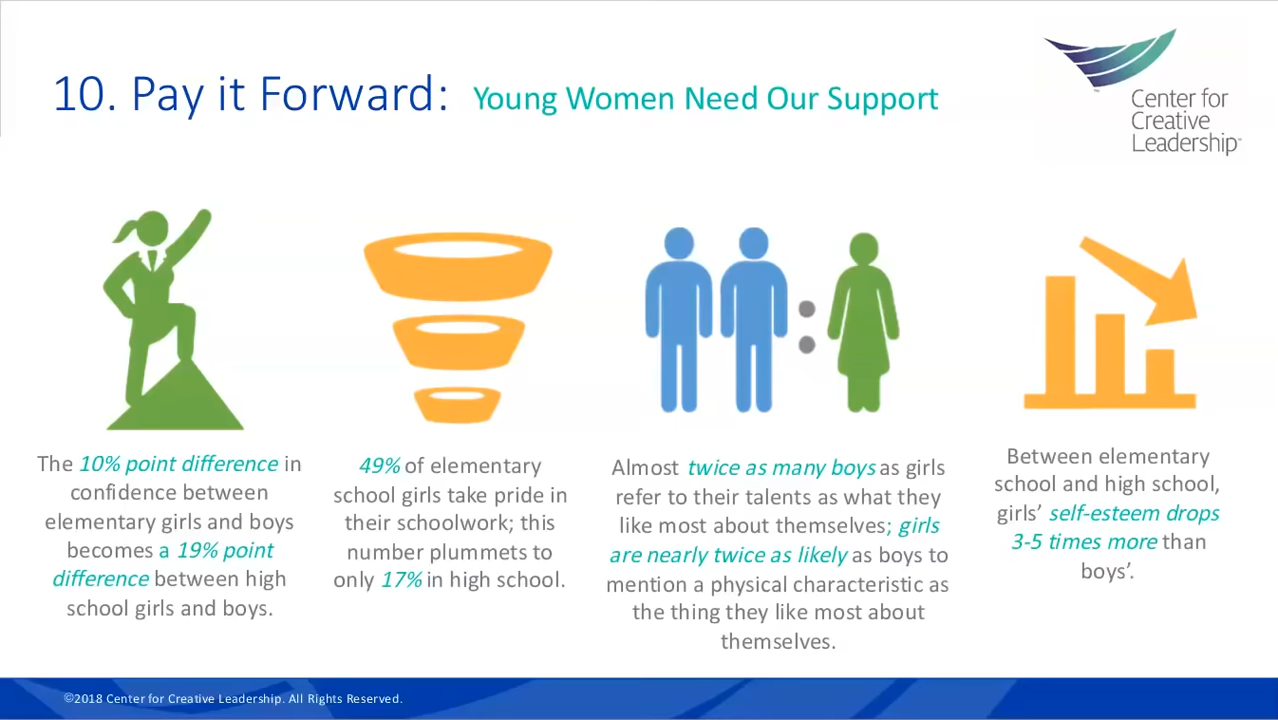 10. Pay it Forward: Young Women Need Our Support
Center for
Creative
Leadership™
The 10% point difference in
confidence between
elementary girls and boys
becomes a 19% point
difference between high
school girls and boys.
49% of elementary
school girls take pride in
their schoolwork; this
number plummets to
only 17% in high school.
Almost twice as many boys as girls
refer to their talents as what they
like most about themselves; girls
are nearly twice as likely as boys to
mention a physical characteristic as
the thing they like most about
themselves.
Between elementary
school and high school,
girls’ self-esteem drops
3-5 times more than
boys’.
©2018 Center for Creative Leadership. All Rights Reserved.